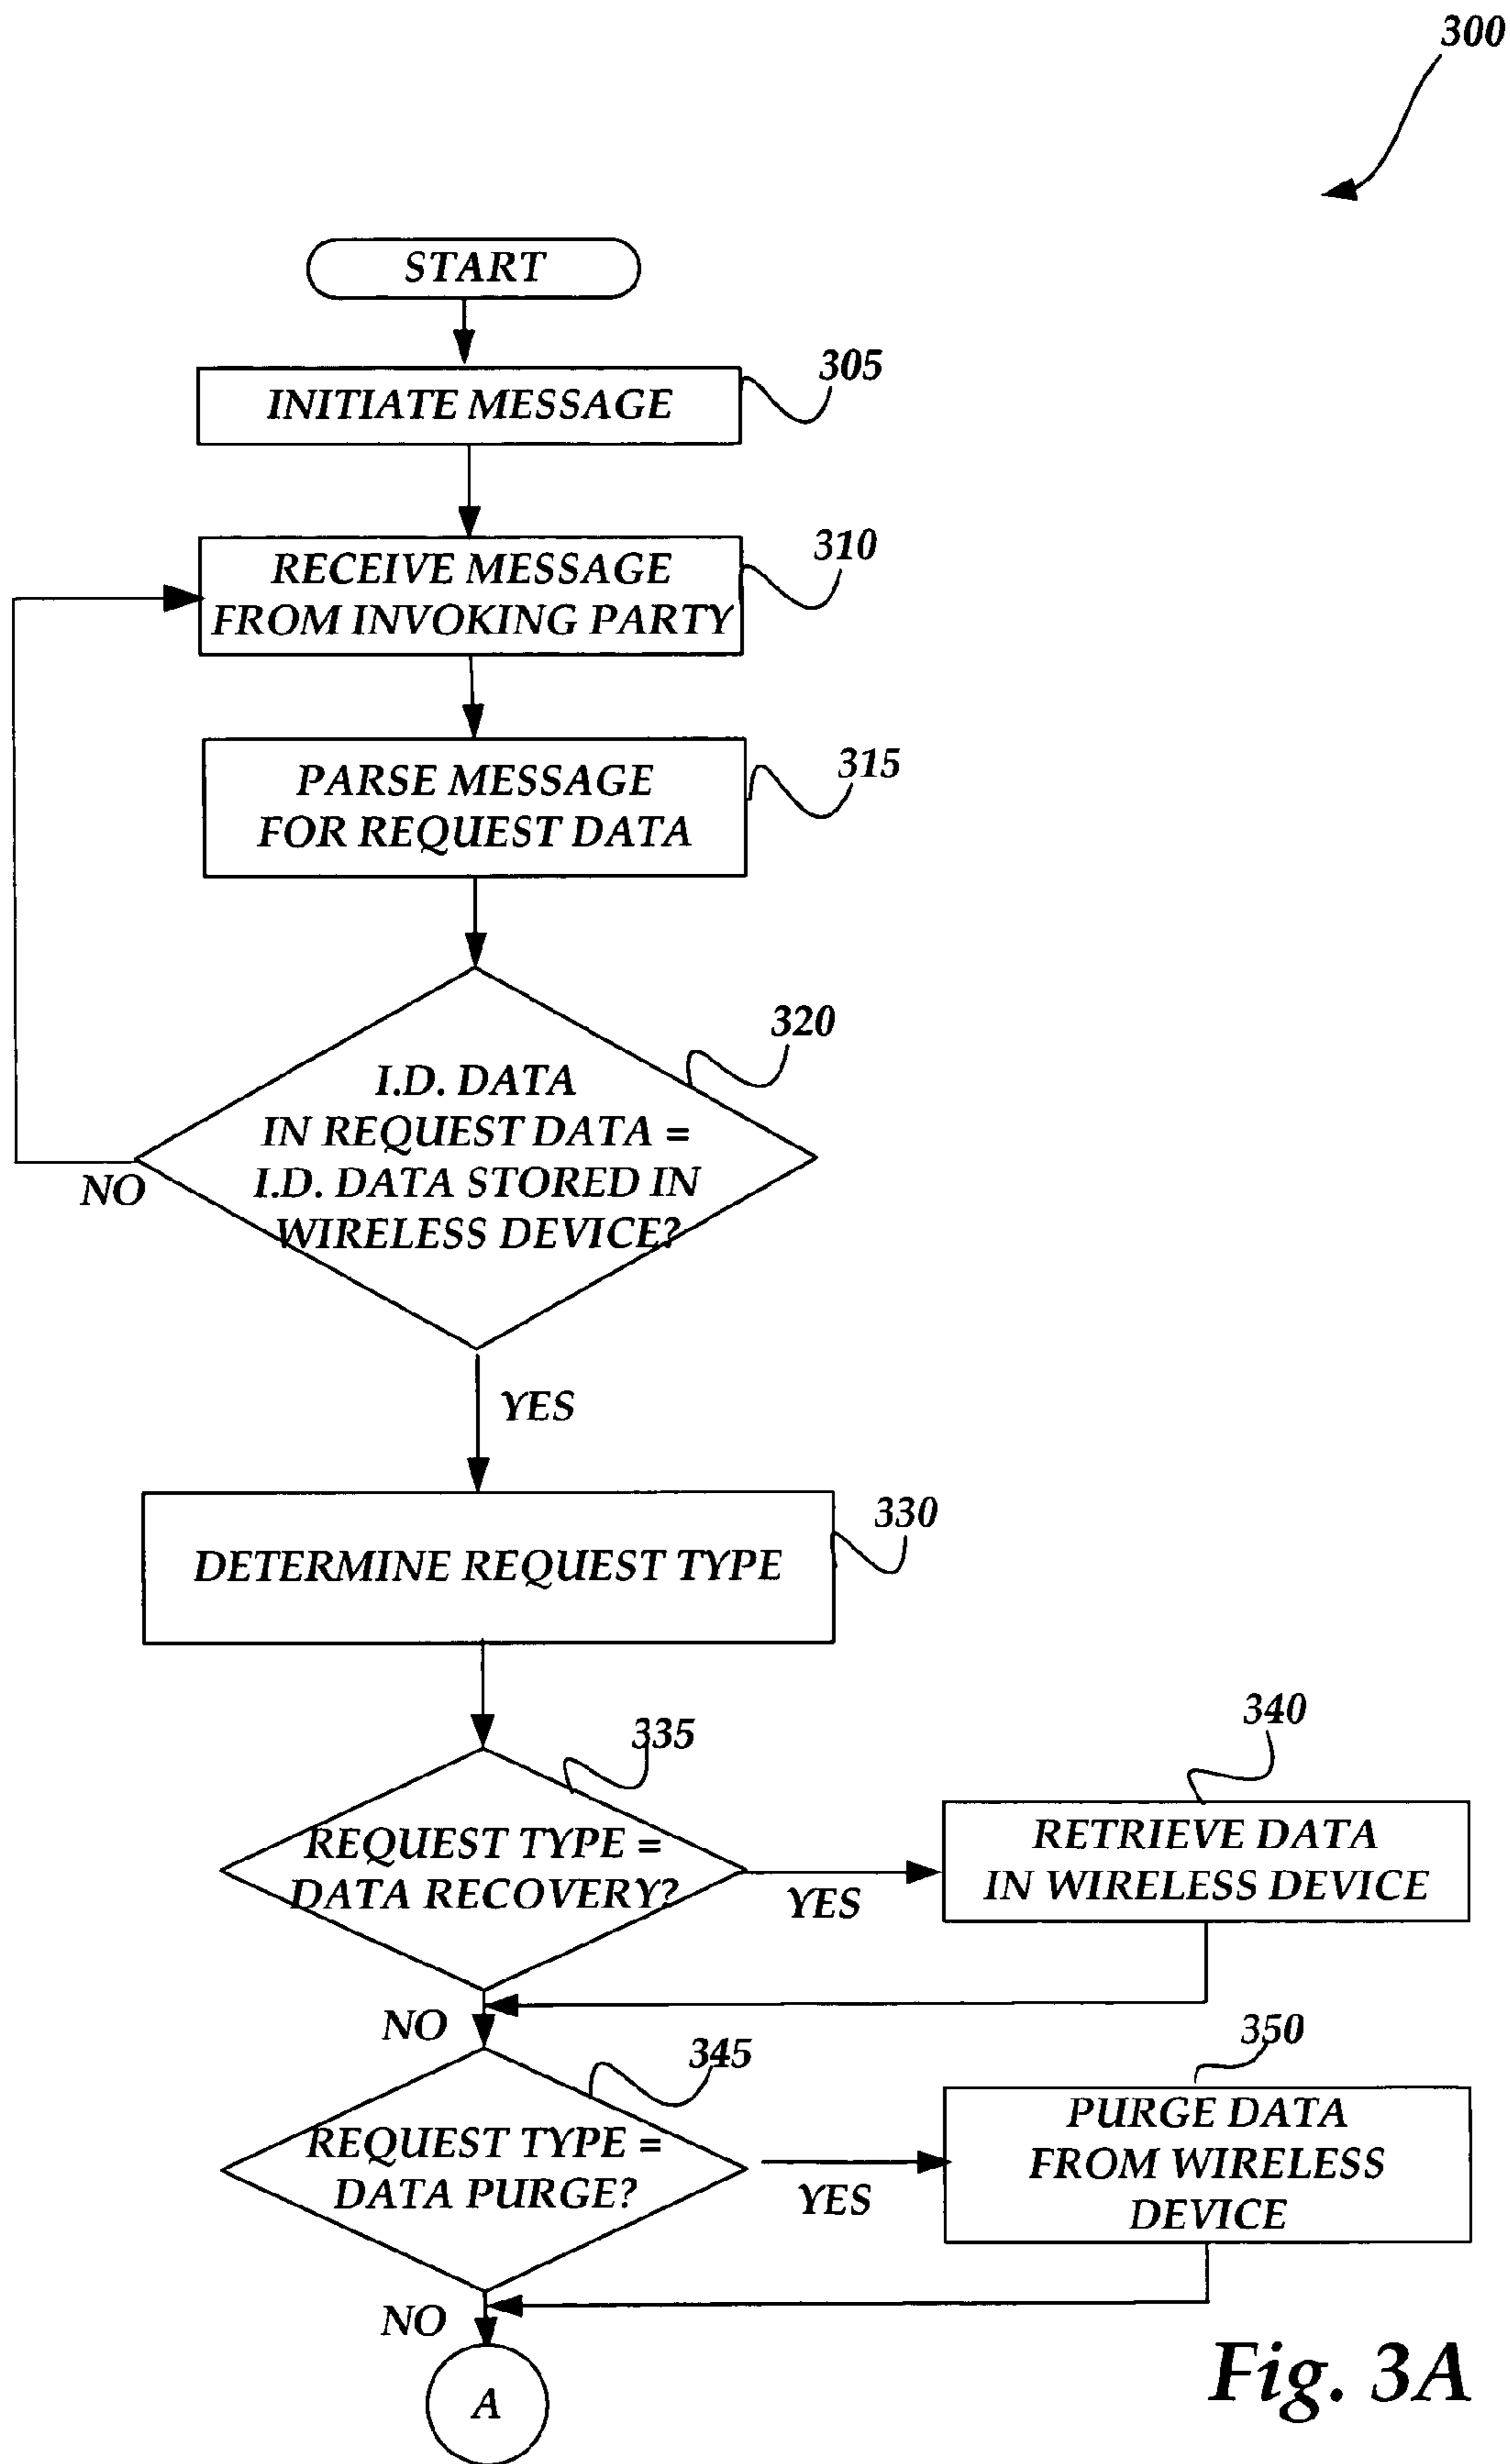 300
START
INITIATE MESSAGE
305
RECEIVE MESSAGE
FROM INVOKING PARTY
310
PARSE MESSAGE
FOR REQUEST DATA
315
320
I.D. DATA
IN REQUEST DATA =
I.D. DATA STORED IN
WIRELESS DEVICE?
NO
YES
DETERMINE REQUEST TYPE
330
335
REQUEST TYPE =
DATA RECOVERY?
YES
340
RETRIEVE DATA
IN WIRELESS DEVICE
NO
345
REQUEST TYPE =
DATA PURGE?
YES
350
PURGE DATA
FROM WIRELESS
DEVICE
NO
A
Fig. 3A